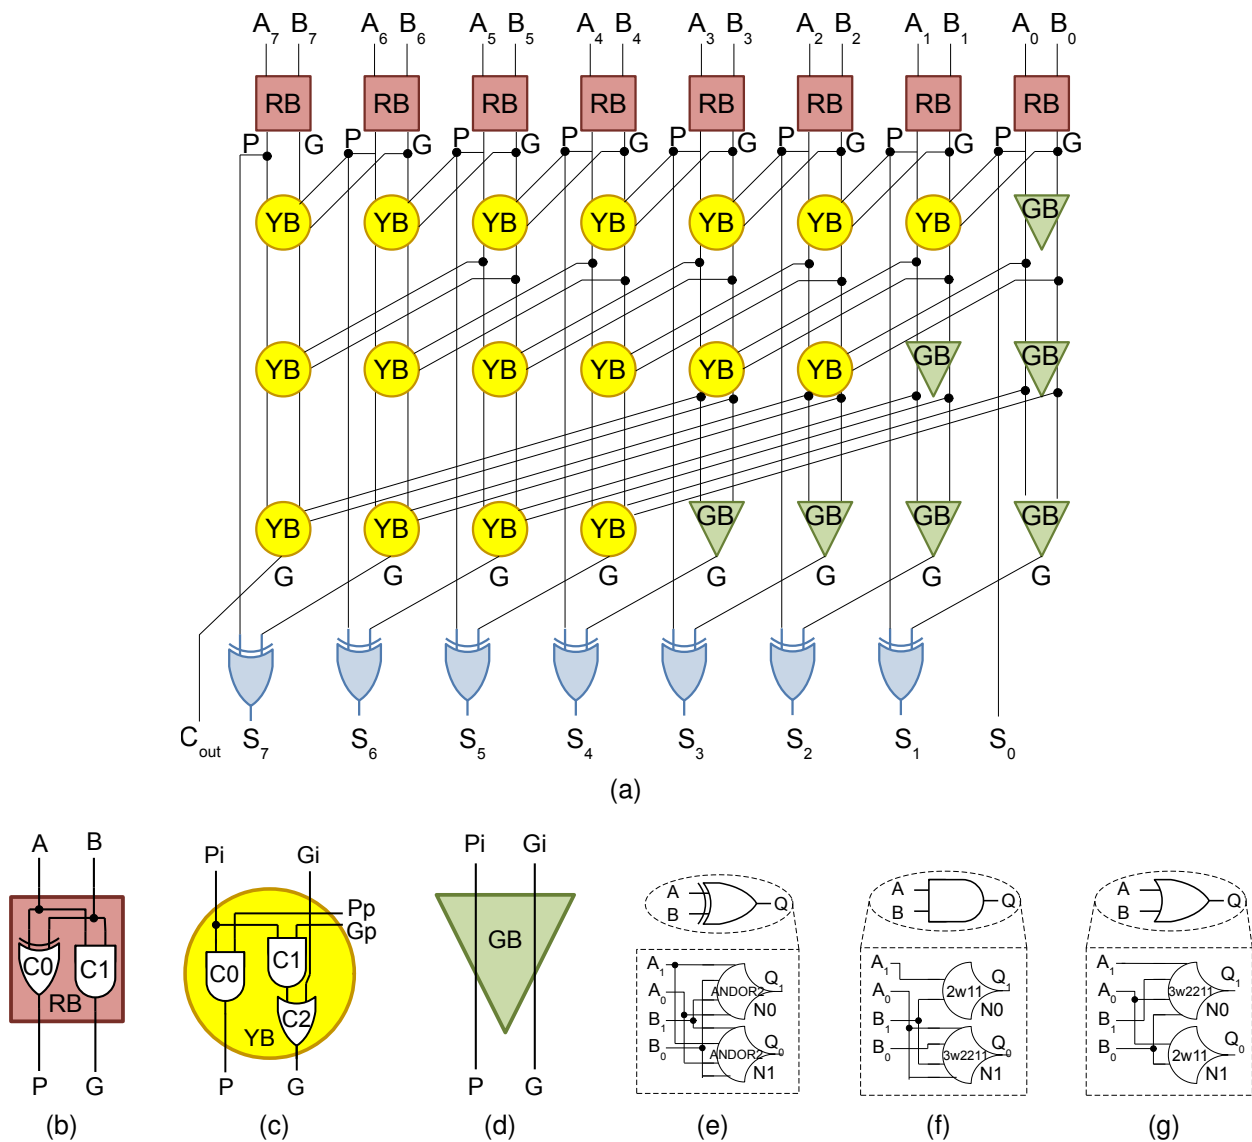 A7 B7 A6 B6 A5 B5 A4 B4 A3 B3 A2 B2 A1 B1 A0 B0
RB RB RB RB RB RB RB RB
P G P G P G P G P G P G P G P G
YB YB YB YB YB YB YB GB
YB YB YB YB YB YB GB GB
YB YB YB YB GB GB GB GB
G G G G G G G G
Cout S7 S6 S5 S4 S3 S2 S1 S0
(a)
A B
C0 C1
RB
P G
(b)
Pi Gi
Pp
Gp
C0 C1
C2
YB
P G
(c)
Pi Gi
GB
P G
(d)
A
B
Q
A1
A0
B1
B0
ANDOR2
Q1
N0
ANDOR2
Q0
N1
(e)
A
B
Q
A1
A0
B1
B0
2w11
Q1
N0
3w2211
Q0
N1
(f)
A
B
Q
A1
A0
B1
B0
3w2211
Q1
N0
2w11
Q0
N1
(g)